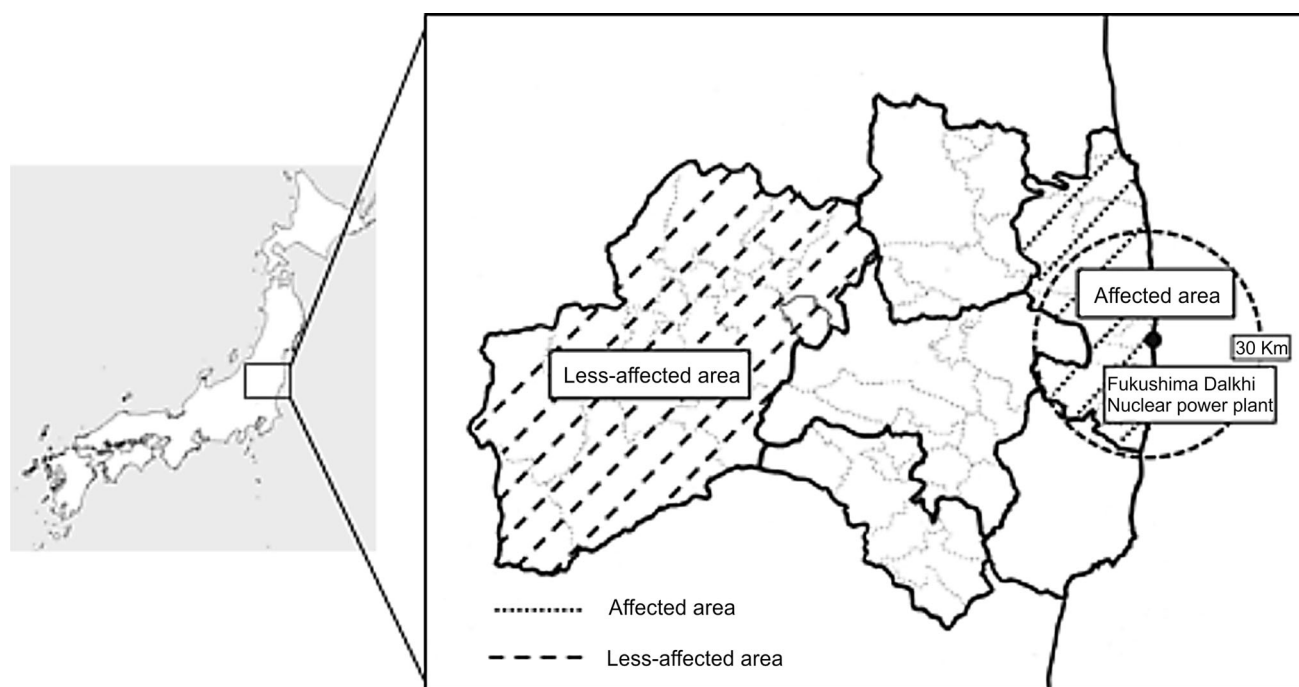 Affected area
Less-affected area
30 Km
Fukushima Dalkhi
Nuclear power plant
Affected area
Less-affected area